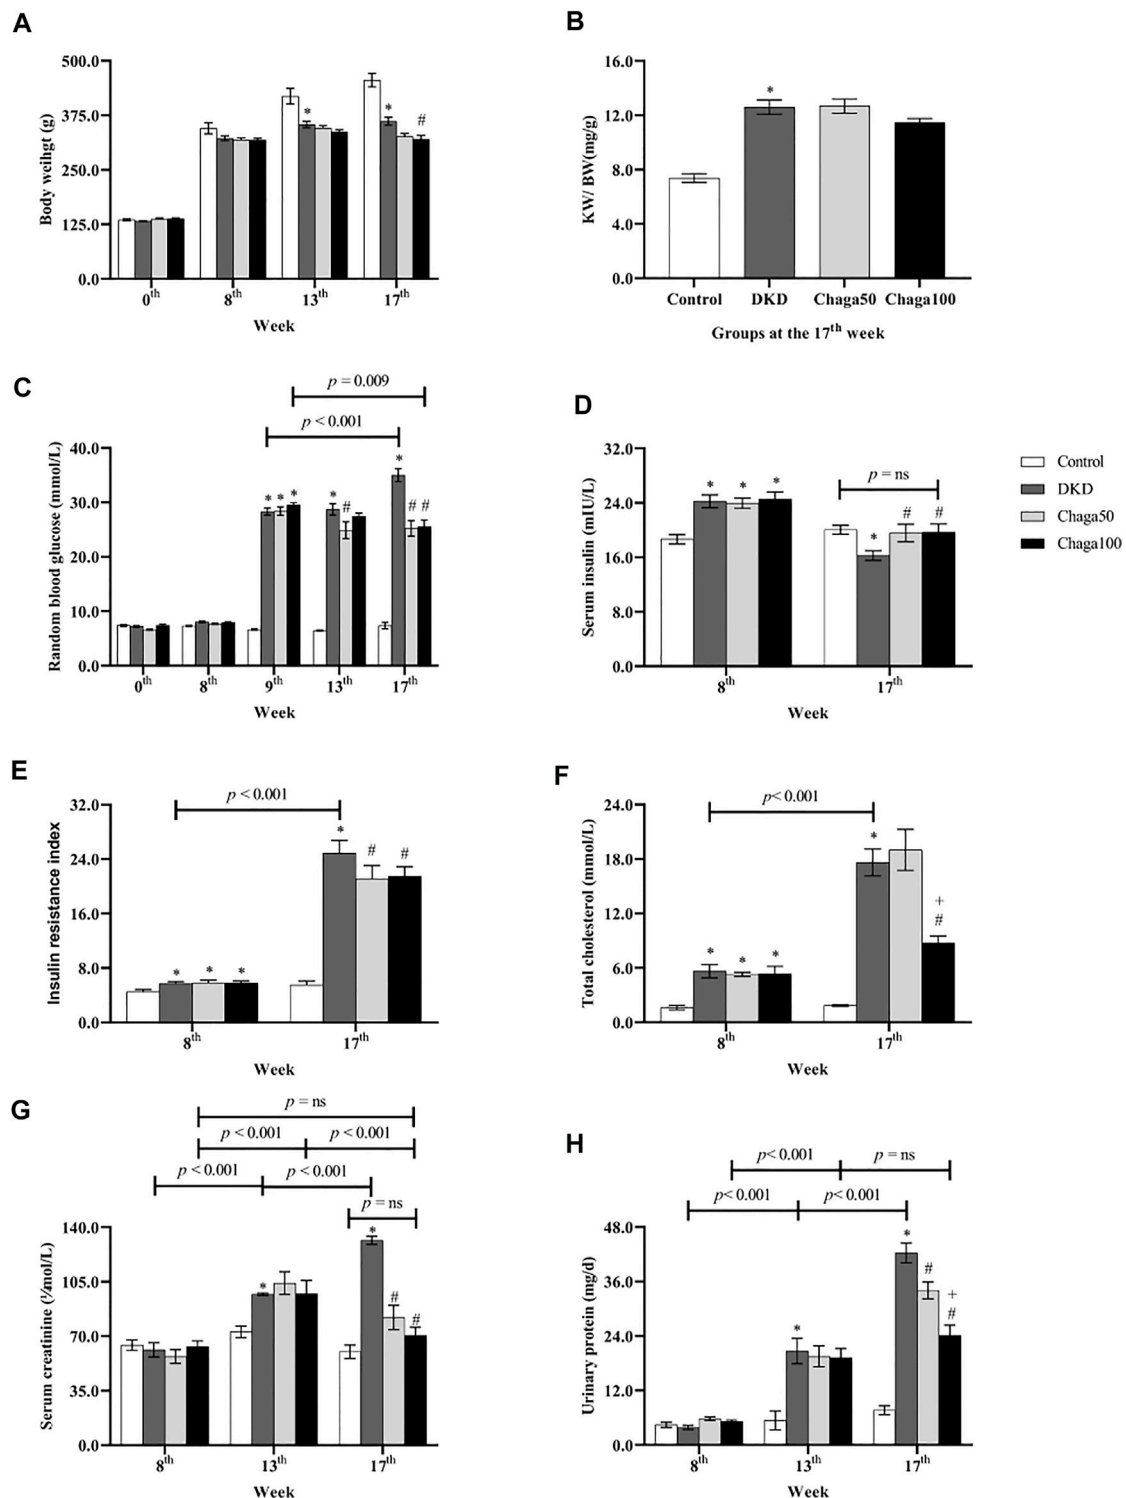 A
500.0
375.0
250.0
125.0
0.0
Body weihgt (g)
*
*
#
0th
8th
13th
17th
Week
B
16.0
12.0
8.0
4.0
0.0
KW/ BW(mg/g)
*
Control
DKD
Chaga50
Chaga100
Groups at the 17th week
C
p = 0.009
p < 0.001
40.0
30.0
20.0
10.0
0.0
Random blood glucose (mmol/L)
* * *
*
#
*
# #
0th
8th
9th
13th
17th
Week
D
32.0
24.0
16.0
8.0
0.0
Serum insulin (mIU/L)
p = ns
* * *
*
# #
8th
17th
Week
Control
DKD
Chaga50
Chaga100
E
p < 0.001
32.0
24.0
16.0
8.0
0.0
Insulin resistance index
* * *
*
# #
8th
17th
Week
F
p< 0.001
24.0
18.0
12.0
6.0
0.0
Total cholesterol (mmol/L)
* * *
*
+
#
8th
17th
Week
G
p = ns
p < 0.001
p < 0.001
p < 0.001
p < 0.001
p = ns
140.0
105.0
70.0
35.0
0.0
Serum creatinine (¼mol/L)
*
*
#
#
8th
13th
17th
Week
H
p< 0.001
p = ns
p< 0.001
p< 0.001
48.0
36.0
24.0
12.0
0.0
Urinary protein (mg/d)
*
*
#
+
#
8th
13th
17th
Week